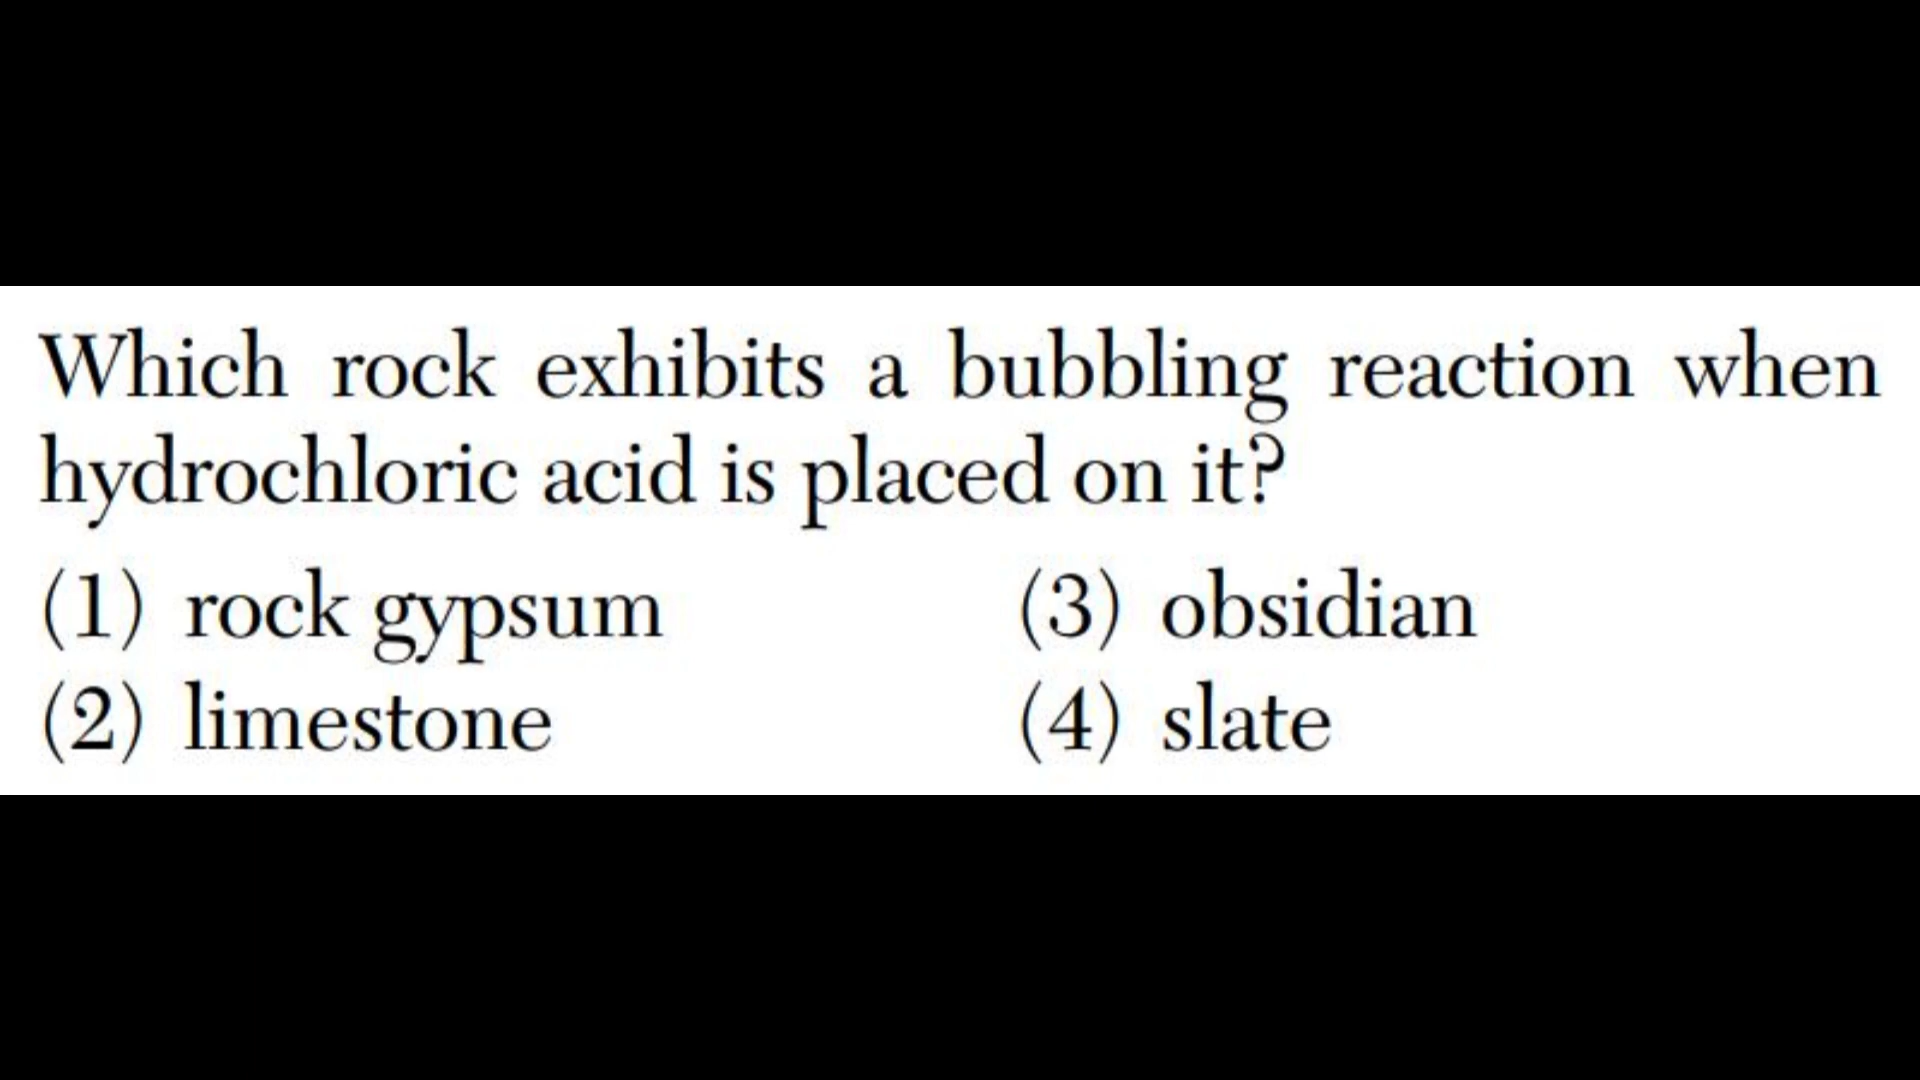 Which rock exhibits a bubbling reaction when
hydrochloric acid is placed on it?
(1) rock gypsum (3) obsidian
(2) limestone (4) slate